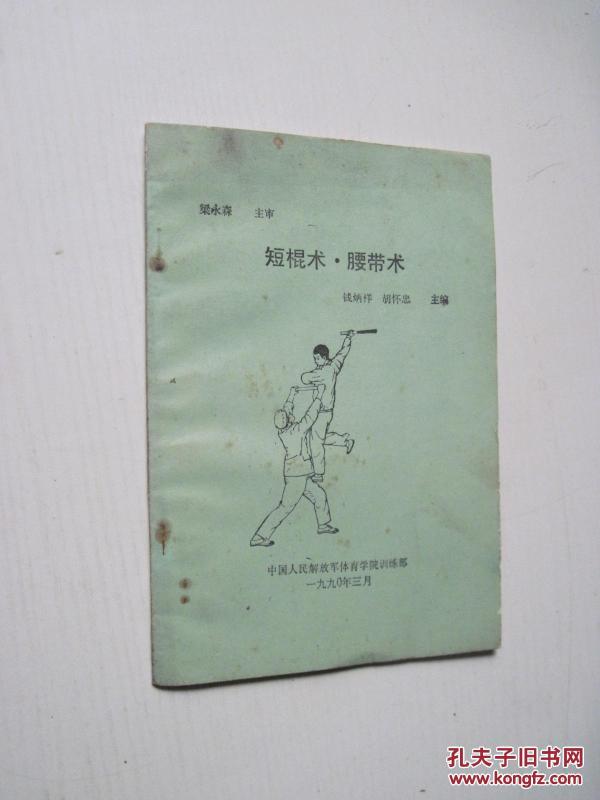 梁永森 主审
短棍术·腰带术
钱炳祥 胡怀忠 主编
中国人民解放军体育学院训练部
一九九〇年三月
孔夫子旧书网
www.kongfz.com